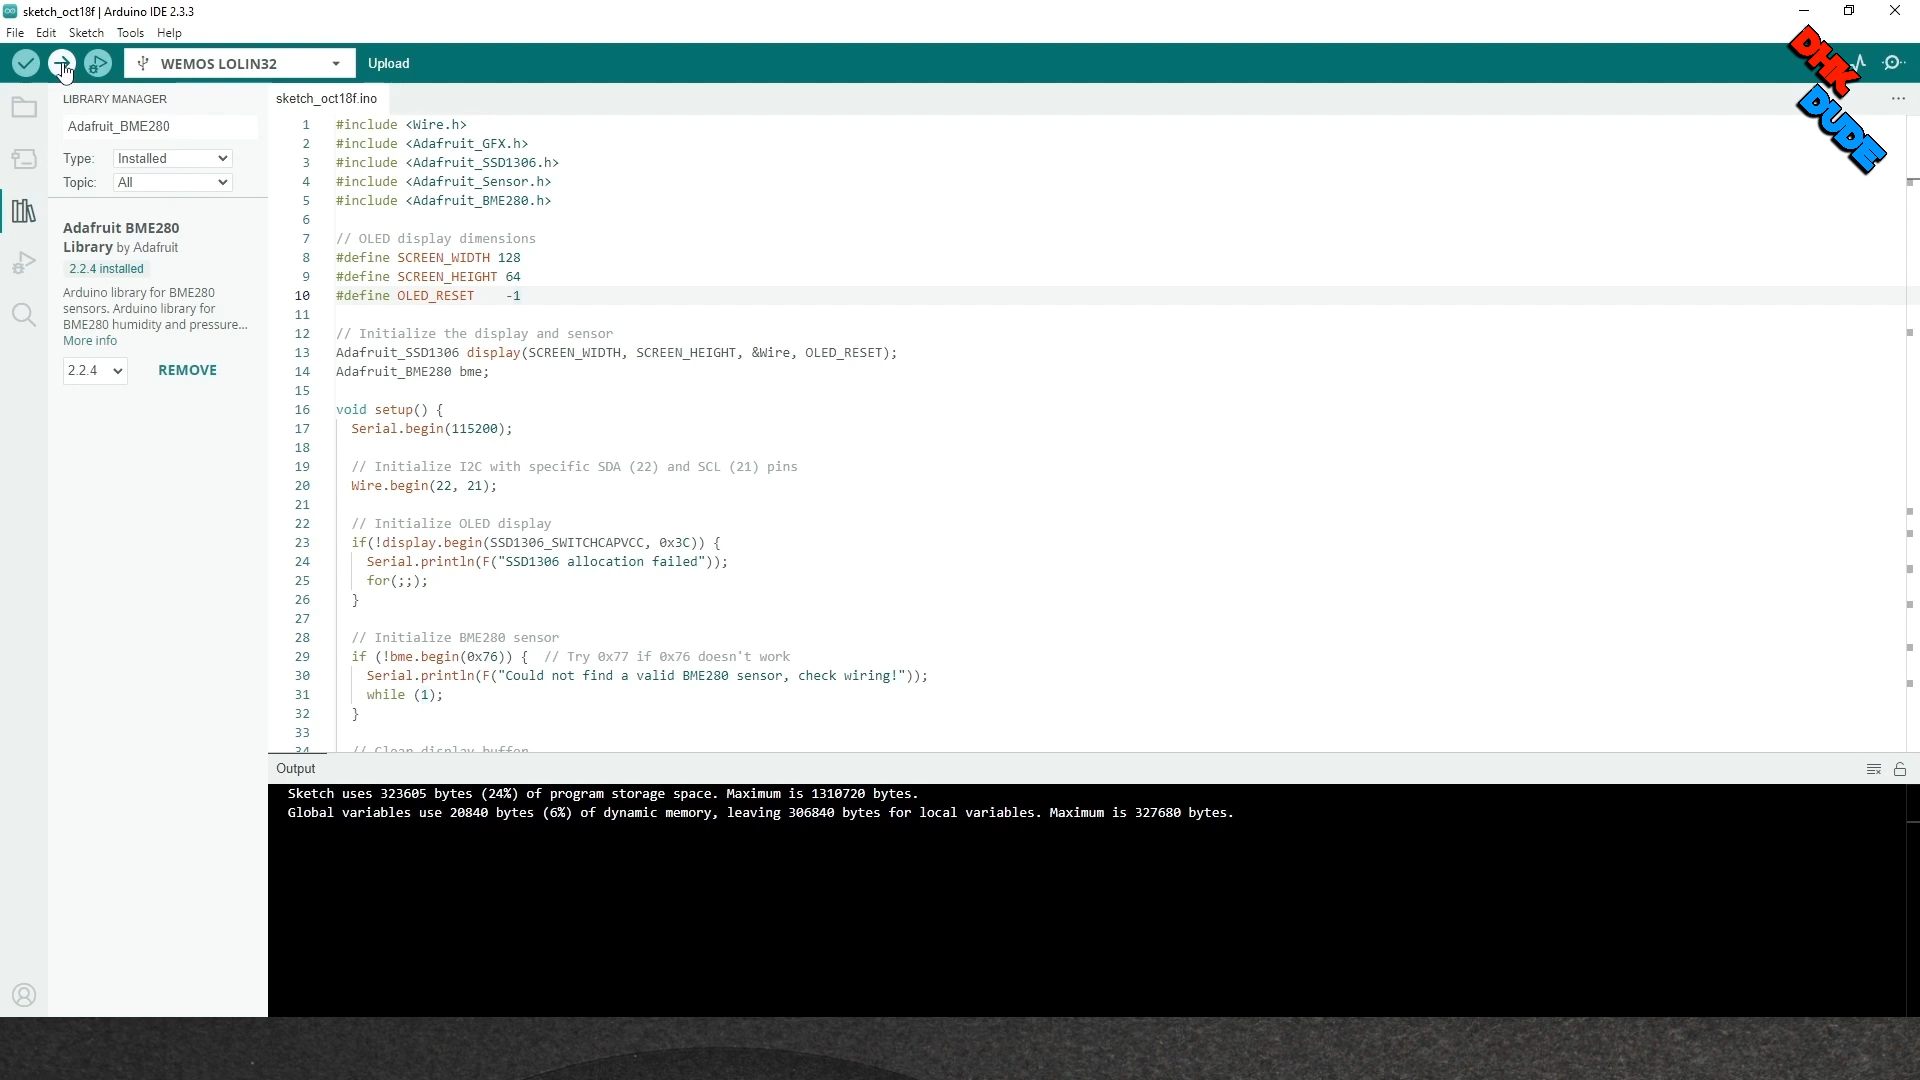 sketch_oct18f | Arduino IDE 2.3.3
File Edit Sketch Tools Help
WEMOS LOLIN32
Upload
DHK
DUDE
LIBRARY MANAGER
Adafruit_BME280
Type: Installed
Topic: All
Adafruit BME280
Library by Adafruit
2.2.4 installed
Arduino library for BME280
sensors. Arduino library for
BME280 humidity and pressure...
More info
2.2.4 REMOVE
sketch_oct18f.ino
1 #include <Wire.h>
2 #include <Adafruit_GFX.h>
3 #include <Adafruit_SSD1306.h>
4 #include <Adafruit_Sensor.h>
5 #include <Adafruit_BME280.h>
6
7 // OLED display dimensions
8 #define SCREEN_WIDTH 128
9 #define SCREEN_HEIGHT 64
10 #define OLED_RESET    -1
11
12 // Initialize the display and sensor
13 Adafruit_SSD1306 display(SCREEN_WIDTH, SCREEN_HEIGHT, &Wire, OLED_RESET);
14 Adafruit_BME280 bme;
15
16 void setup() {
17   Serial.begin(115200);
18
19   // Initialize I2C with specific SDA (22) and SCL (21) pins
20   Wire.begin(22, 21);
21
22   // Initialize OLED display
23   if(!display.begin(SSD1306_SWITCHCAPVCC, 0x3C)) {
24     Serial.println(F("SSD1306 allocation failed"));
25     for(;;);
26   }
27
28   // Initialize BME280 sensor
29   if (!bme.begin(0x76)) {  // Try 0x77 if 0x76 doesn't work
30     Serial.println(F("Could not find a valid BME280 sensor, check wiring!"));
31     while (1);
32   }
33
34   // Clear display buffer
Output
Sketch uses 323605 bytes (24%) of program storage space. Maximum is 1310720 bytes.
Global variables use 20840 bytes (6%) of dynamic memory, leaving 306840 bytes for local variables. Maximum is 327680 bytes.